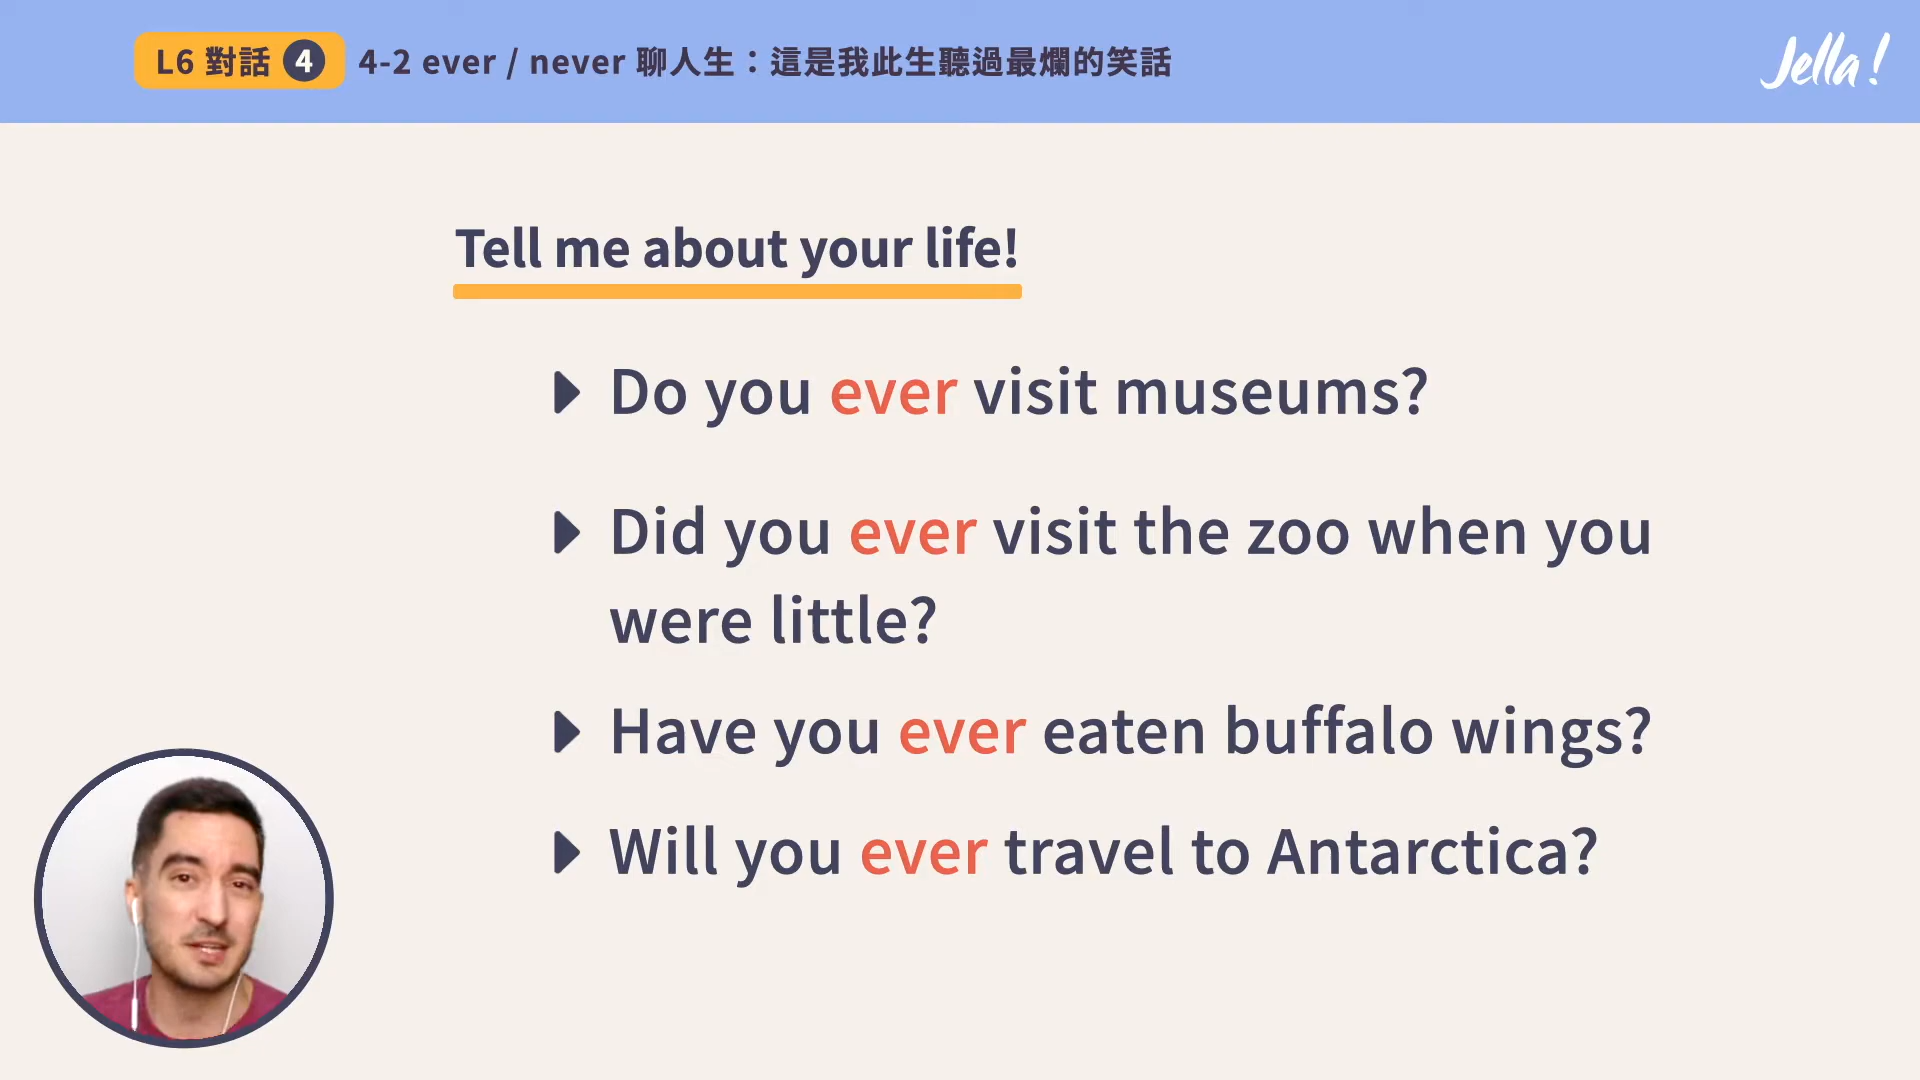 L6 對話 4 4-2 ever / never 聊人生：這是我此生聽過最爛的笑話
Jella!
Tell me about your life!
Do you ever visit museums?
Did you ever visit the zoo when you
were little?
Have you ever eaten buffalo wings?
Will you ever travel to Antarctica?